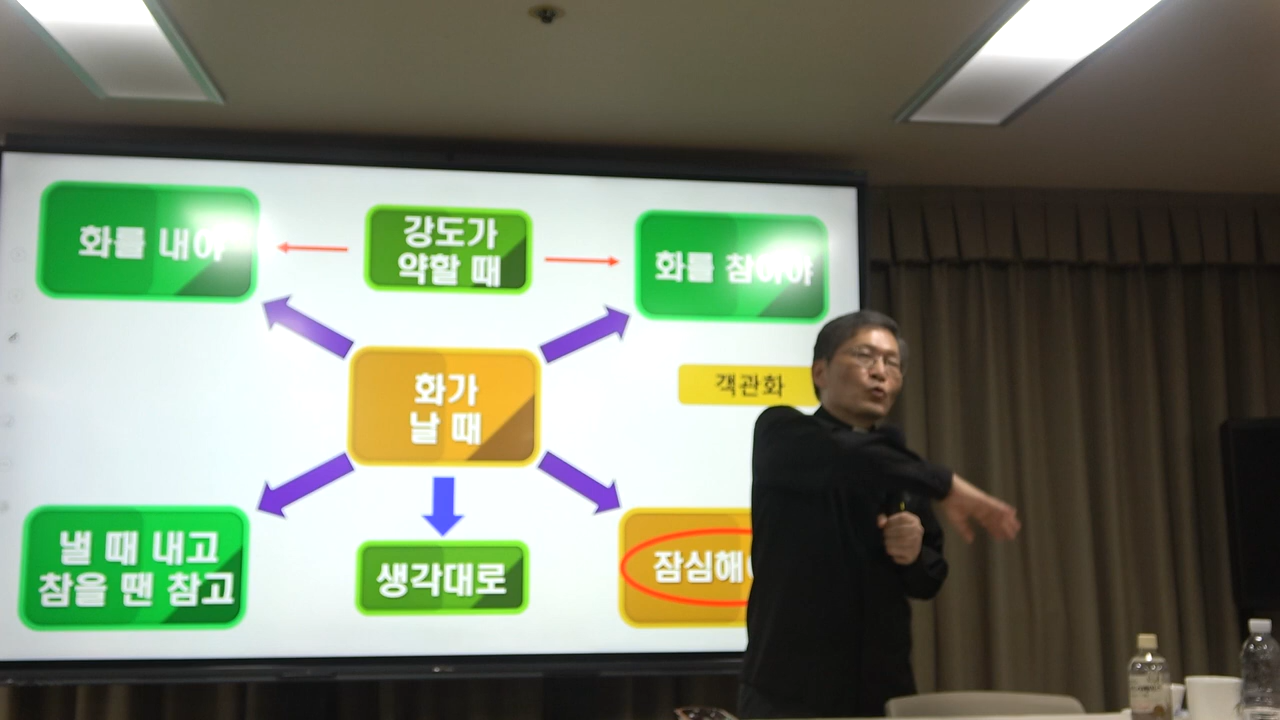 화를 내야
강도가
약할 때
화를 참아야
화가
날 때
객관화
낼 때 내고
참을 땐 참고
생각대로
잠심해